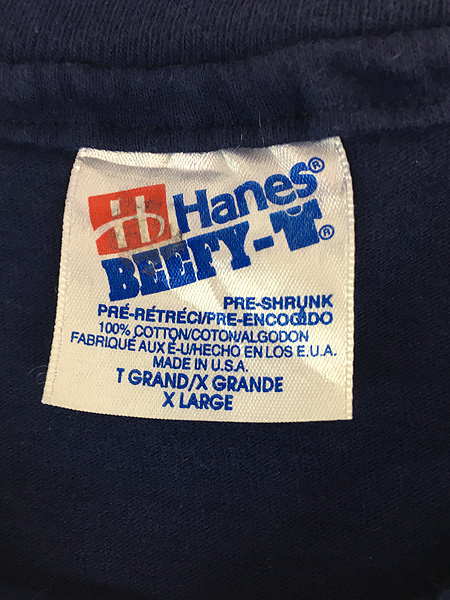 Hanes®
BEEFY-T®
PRE-SHRUNK
PRÉ-RÉTRÉCI/PRE-ENCOGIDO
100% COTTON/COTON/ALGODON
FABRIQUÉ AUX É-U/HECHO EN LOS E.U.A.
MADE IN U.S.A.
T GRAND/X GRANDE
X LARGE